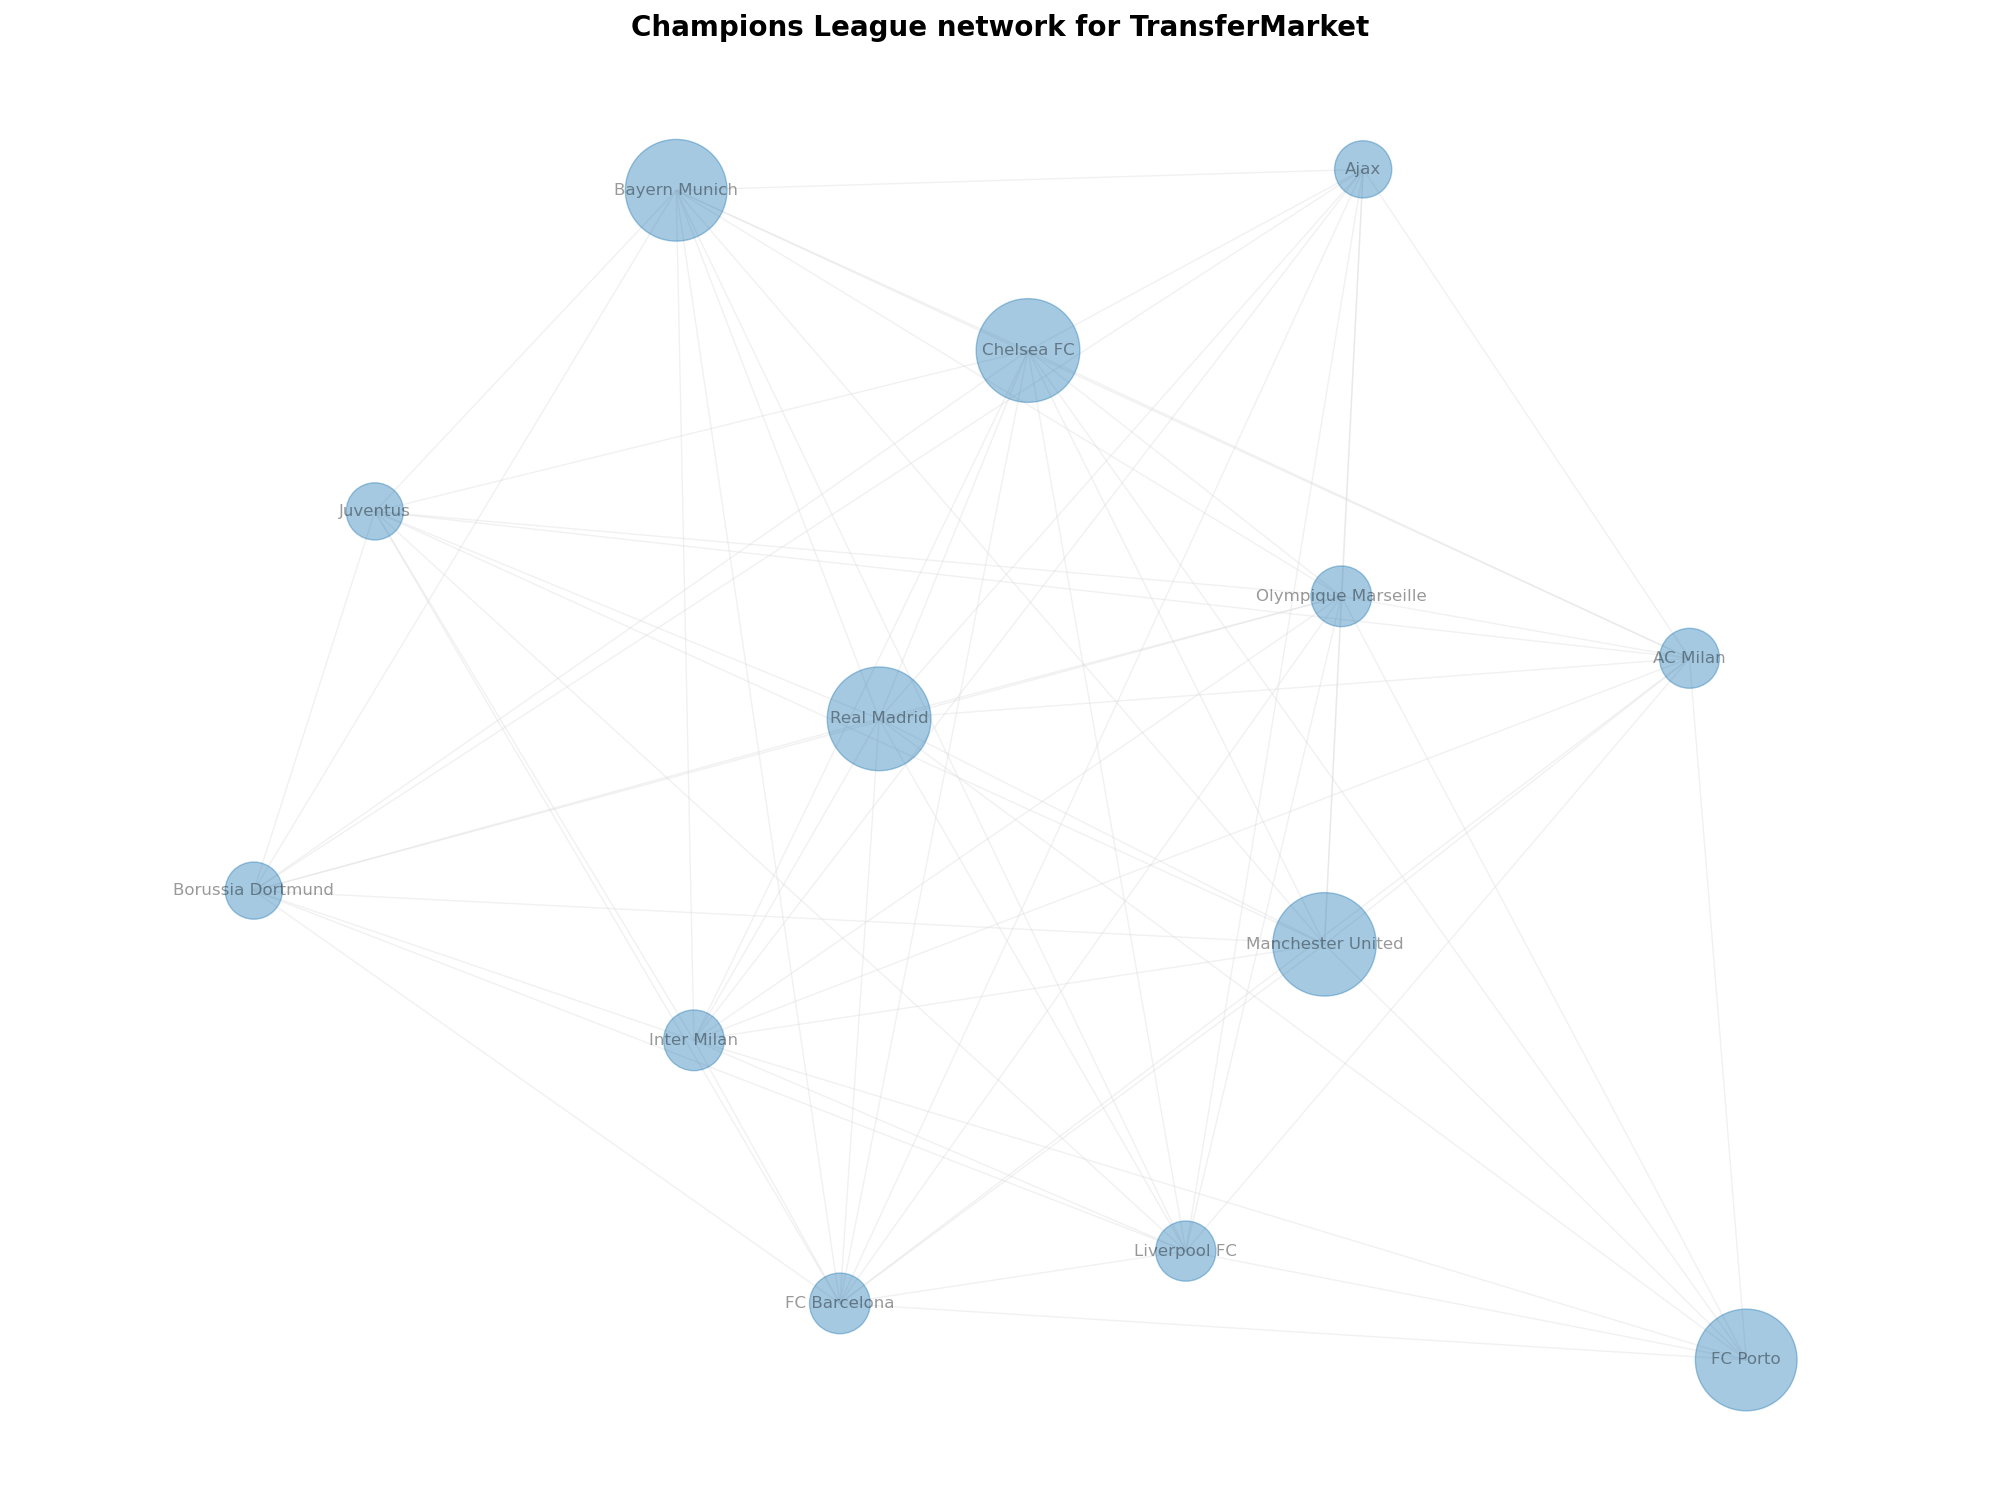 Champions League network for TransferMarket
Ajax
Bayern Munich
Chelsea FC
Juventus
Olympique Marseille
AC Milan
Real Madrid
Borussia Dortmund
Manchester United
Inter Milan
Liverpool FC
FC Barcelona
FC Porto